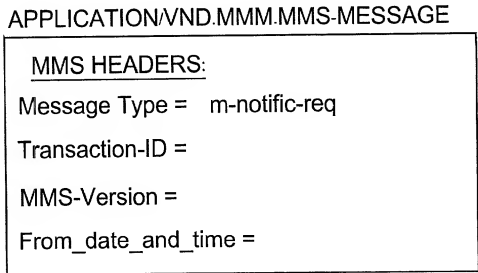 APPLICATION/VND.MMM.MMS-MESSAGE
MMS HEADERS:
Message Type = m-notific-req
Transaction-ID =
MMS-Version =
From_date_and_time =